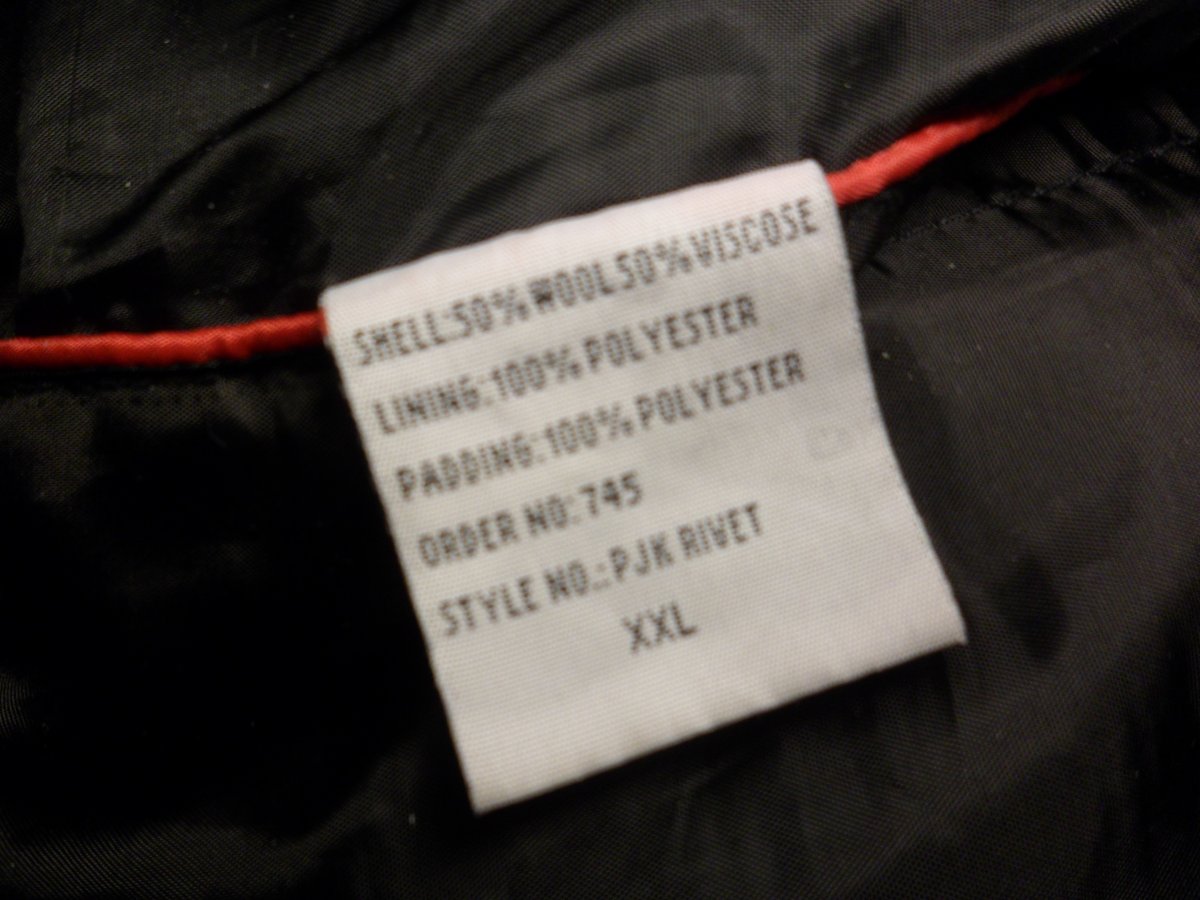 SHELL:50%WOOL50%VISCOSE
LINING:100%POLYESTER
PADDING:100%POLYESTER
ORDER NO:745
STYLE NO.:PJK RIVET
XXL